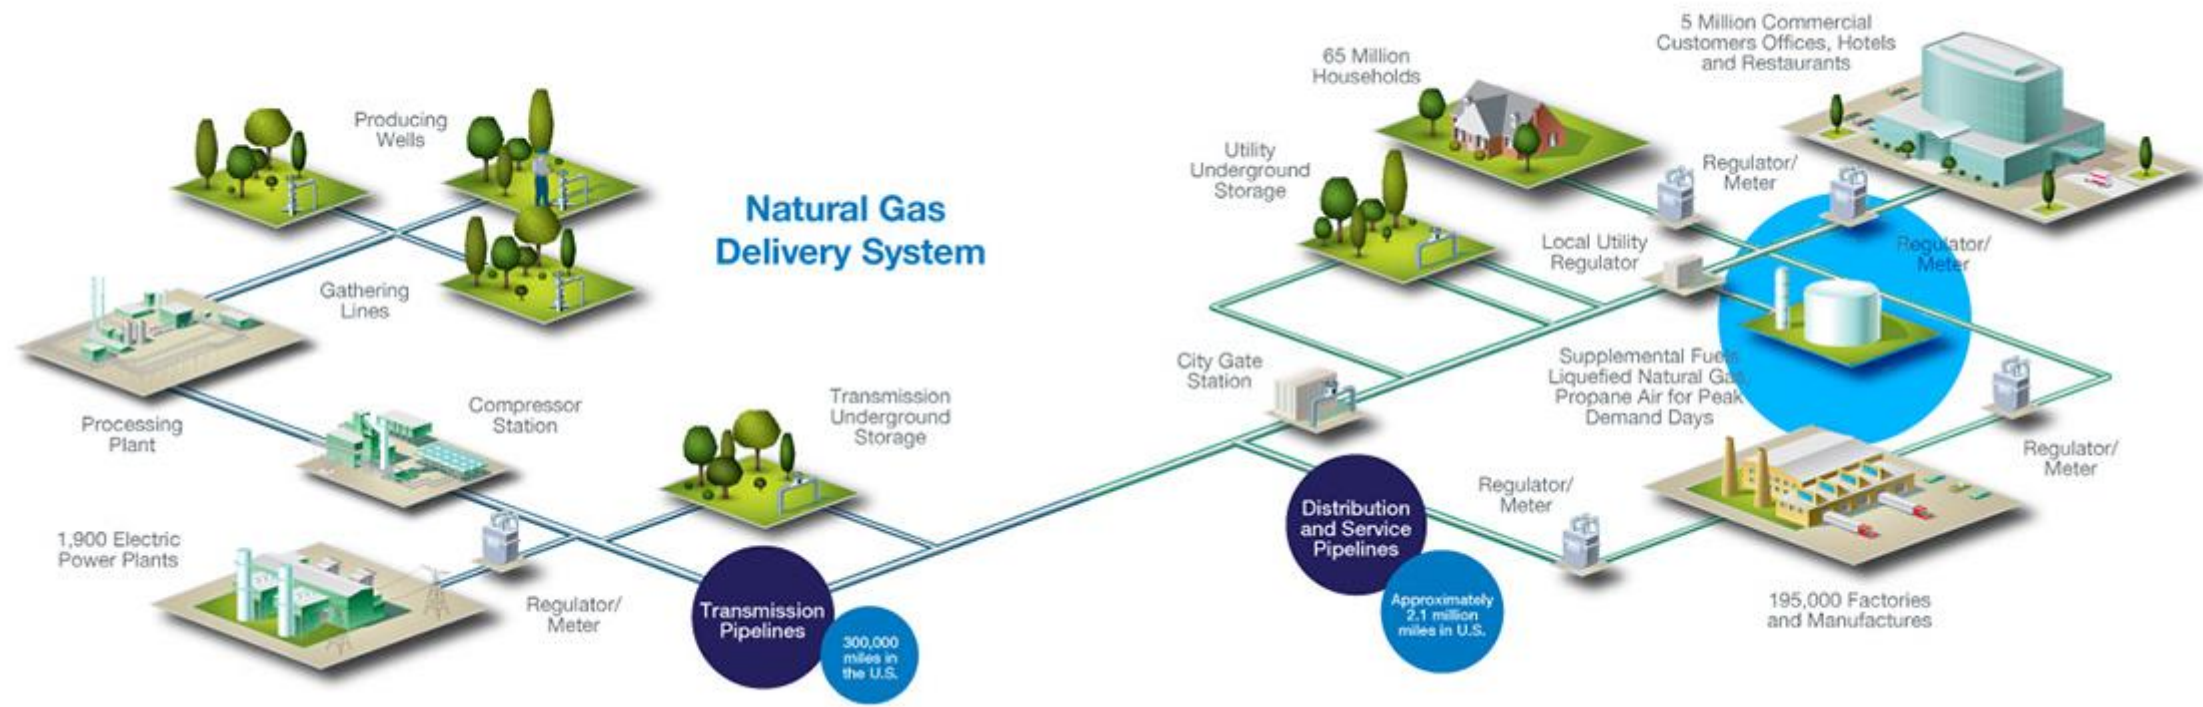 Producing
Wells
Natural Gas
Delivery System
Gathering
Lines
Processing
Plant
Compressor
Station
Transmission
Underground
Storage
1,900 Electric
Power Plants
Regulator/
Meter
Transmission
Pipelines
300,000
miles in
the U.S.
65 Million
Households
5 Million Commercial
Customers Offices, Hotels
and Restaurants
Utility
Underground
Storage
Regulator/
Meter
Local Utility
Regulator
Regulator/
Meter
City Gate
Station
Supplemental Fuels
Liquefied Natural Gas,
Propane Air for Peak
Demand Days
Regulator/
Meter
Regulator/
Meter
Distribution
and Service
Pipelines
Approximately
2.1 million
miles in U.S.
195,000 Factories
and Manufactures